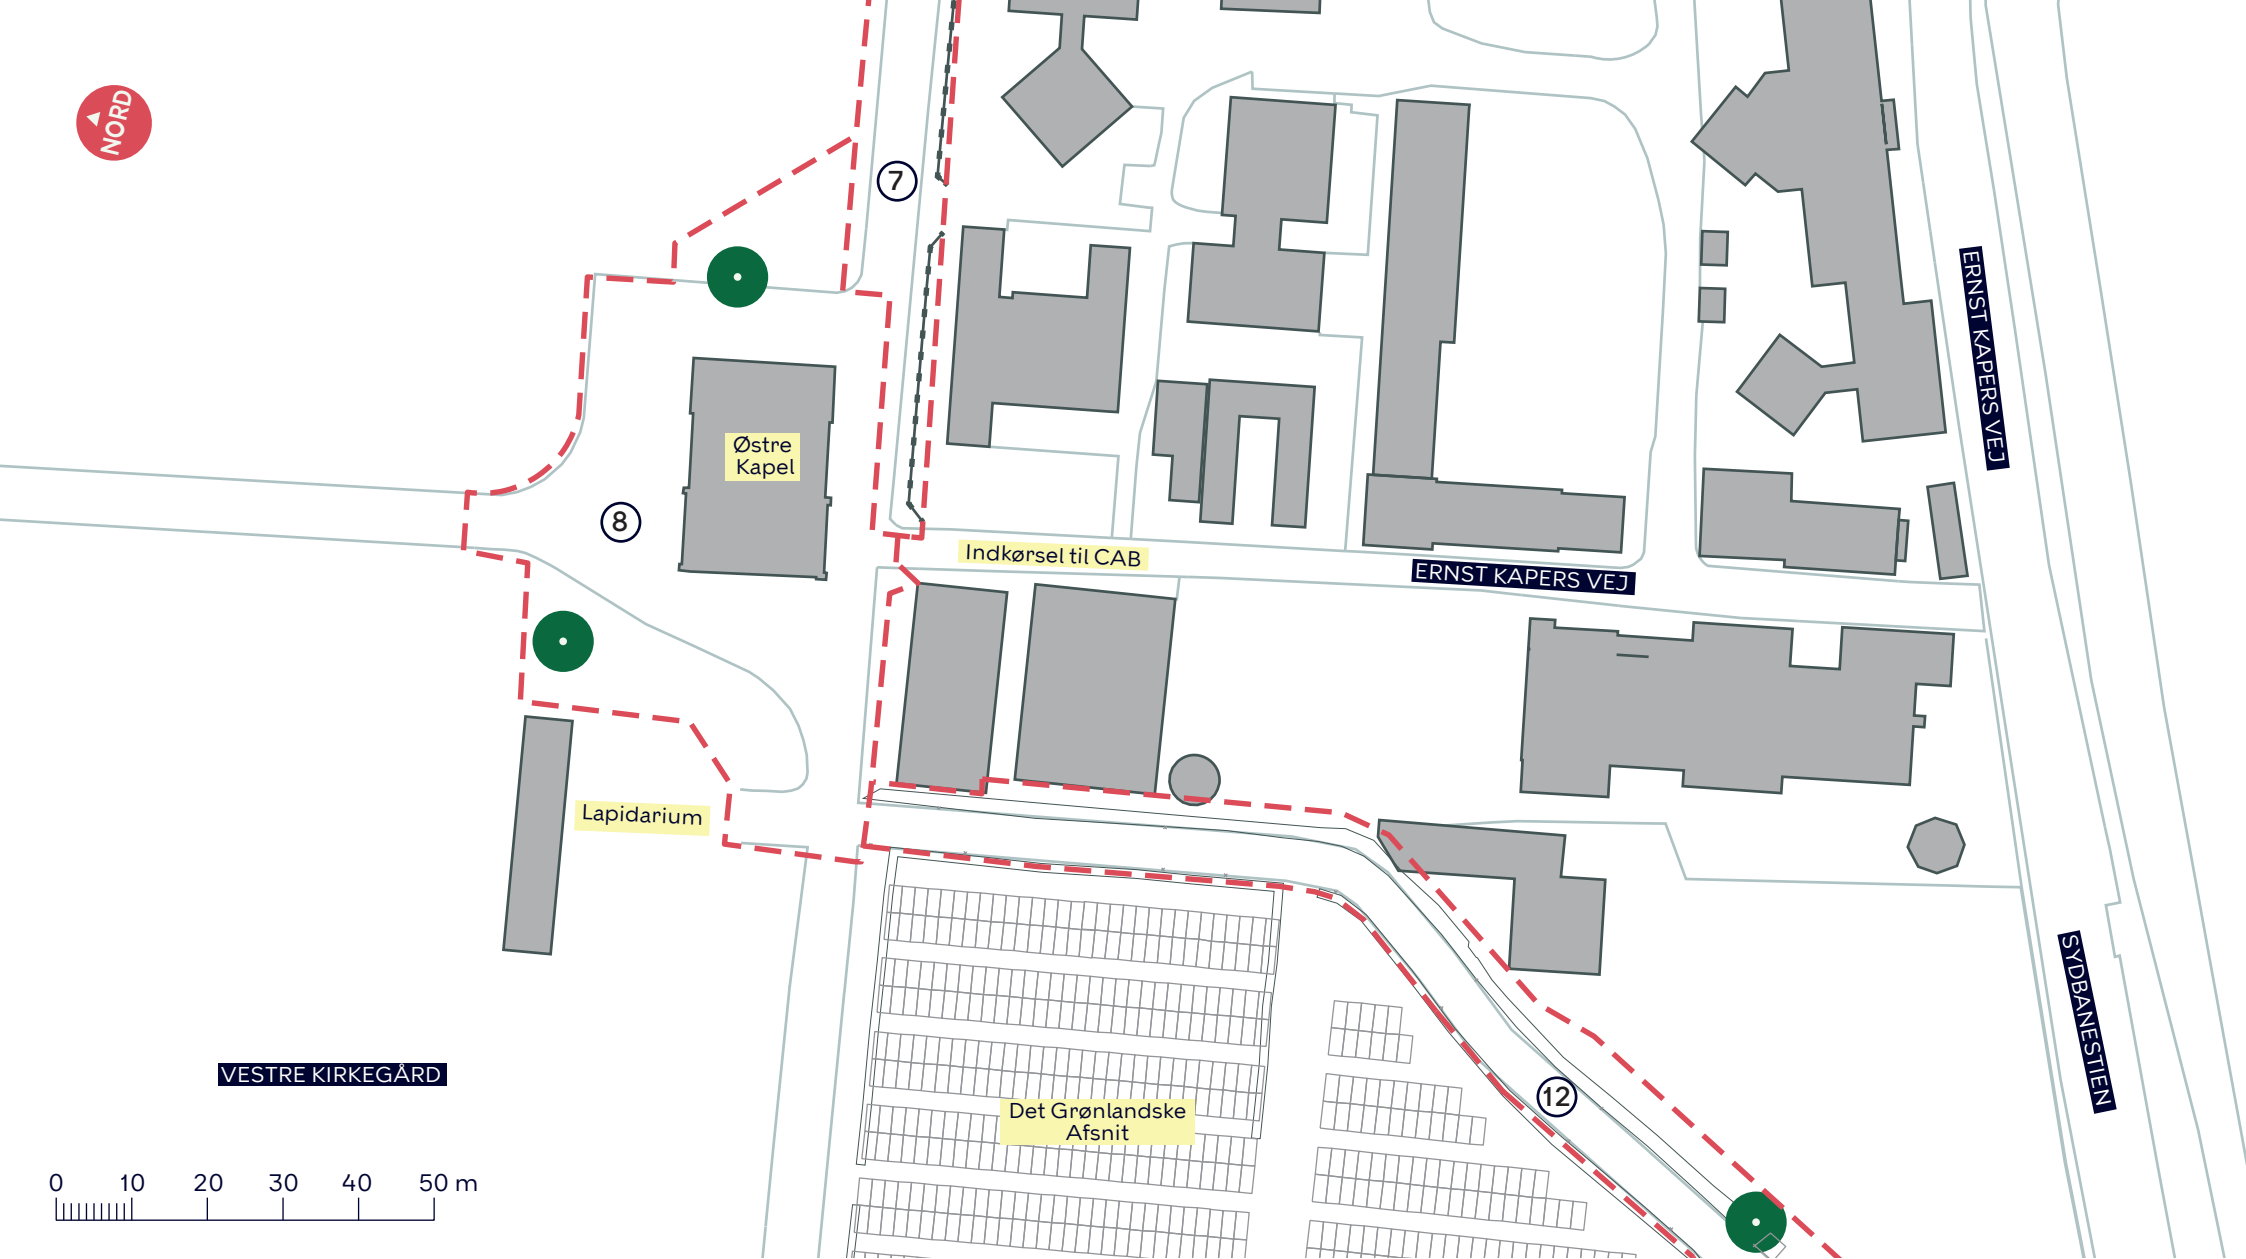 NORD
7
ERNST KAPERS VEJ
Østre
Kapel
8
Indkørsel til CAB
ERNST KAPERS VEJ
Lapidarium
SYDBANESTIEN
VESTRE KIRKEGÅRD
12
Det Grønlandske
Afsnit
0 10 20 30 40 50 m